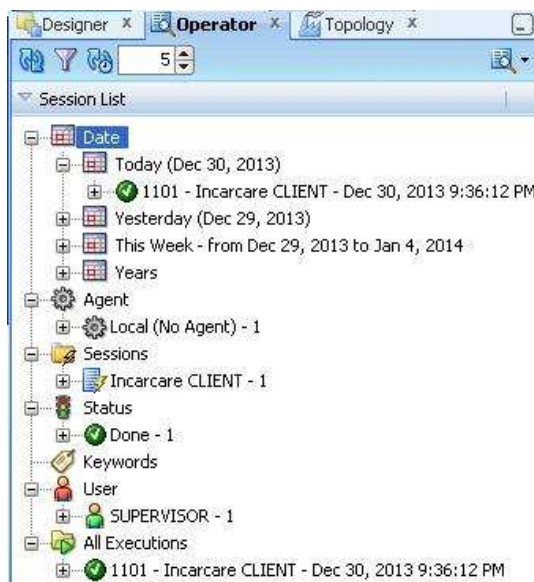 Designer x Operator x Topology x
5
Session List
Date
Today (Dec 30, 2013)
1101 - Incarcare CLIENT - Dec 30, 2013 9:36:12 PM
Yesterday (Dec 29, 2013)
This Week - from Dec 29, 2013 to Jan 4, 2014
Years
Agent
Local (No Agent) - 1
Sessions
Incarcare CLIENT - 1
Status
Done - 1
Keywords
User
SUPERVISOR - 1
All Executions
1101 - Incarcare CLIENT - Dec 30, 2013 9:36:12 PM